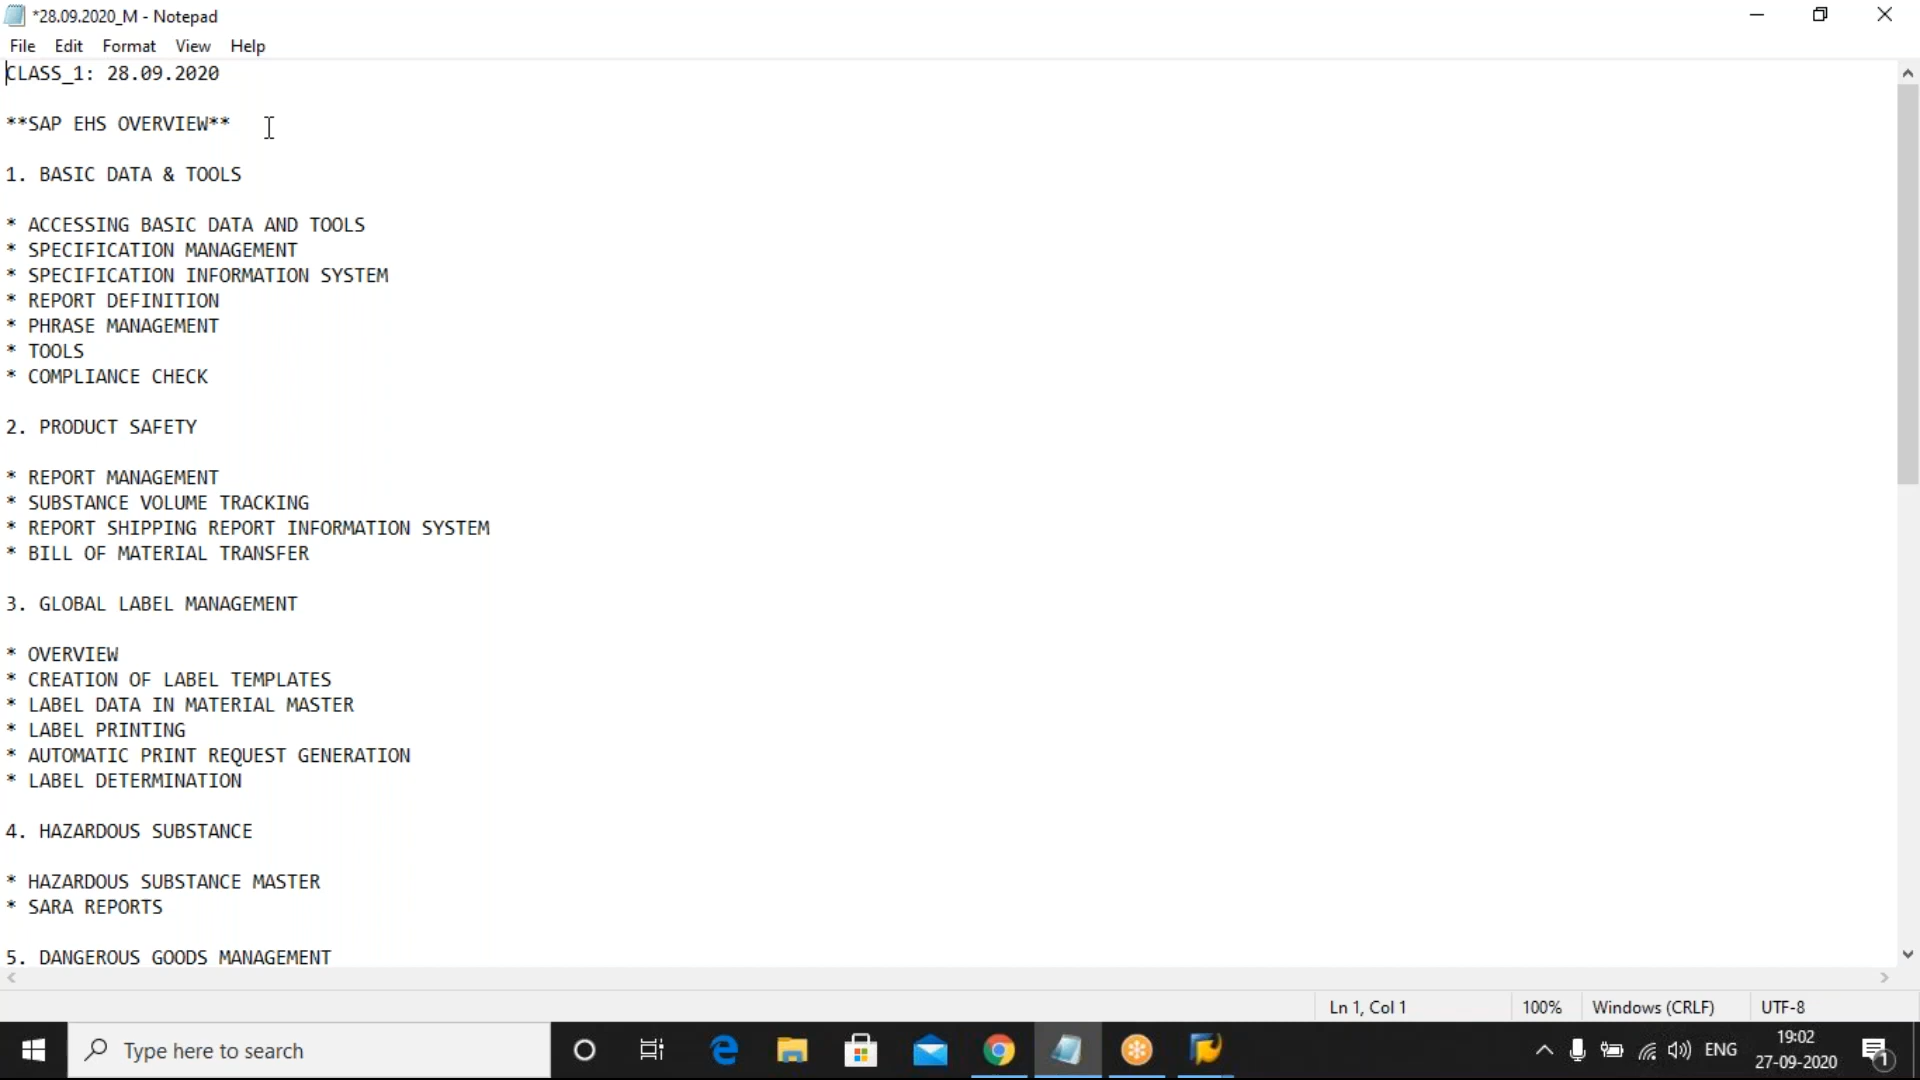 *28.09.2020_M - Notepad
File Edit Format View Help
CLASS_1: 28.09.2020
**SAP EHS OVERVIEW**
1. BASIC DATA & TOOLS
* ACCESSING BASIC DATA AND TOOLS
* SPECIFICATION MANAGEMENT
* SPECIFICATION INFORMATION SYSTEM
* REPORT DEFINITION
* PHRASE MANAGEMENT
* TOOLS
* COMPLIANCE CHECK
2. PRODUCT SAFETY
* REPORT MANAGEMENT
* SUBSTANCE VOLUME TRACKING
* REPORT SHIPPING REPORT INFORMATION SYSTEM
* BILL OF MATERIAL TRANSFER
3. GLOBAL LABEL MANAGEMENT
* OVERVIEW
* CREATION OF LABEL TEMPLATES
* LABEL DATA IN MATERIAL MASTER
* LABEL PRINTING
* AUTOMATIC PRINT REQUEST GENERATION
* LABEL DETERMINATION
4. HAZARDOUS SUBSTANCE
* HAZARDOUS SUBSTANCE MASTER
* SARA REPORTS
5. DANGEROUS GOODS MANAGEMENT
Ln 1, Col 1 100% Windows (CRLF) UTF-8
Type here to search
ENG
19:02
27-09-2020
1